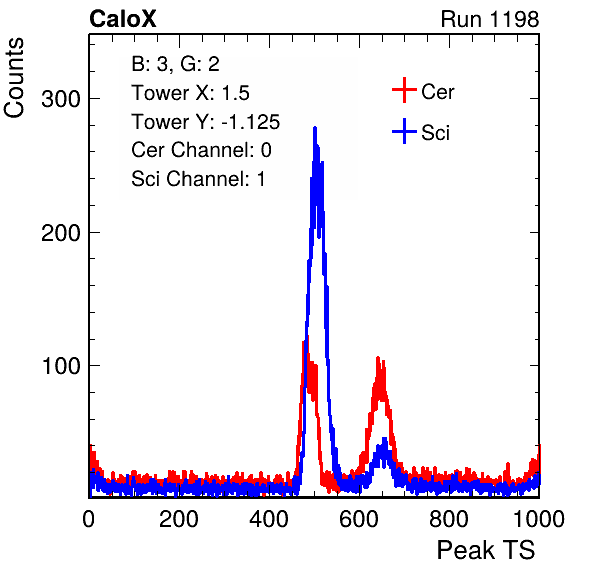 CaloX Run 1198
Counts
B: 3, G: 2
Tower X: 1.5
Tower Y: -1.125
Cer Channel: 0
Sci Channel: 1
Cer
Sci
300
200
100
0 200 400 600 800 1000
Peak TS